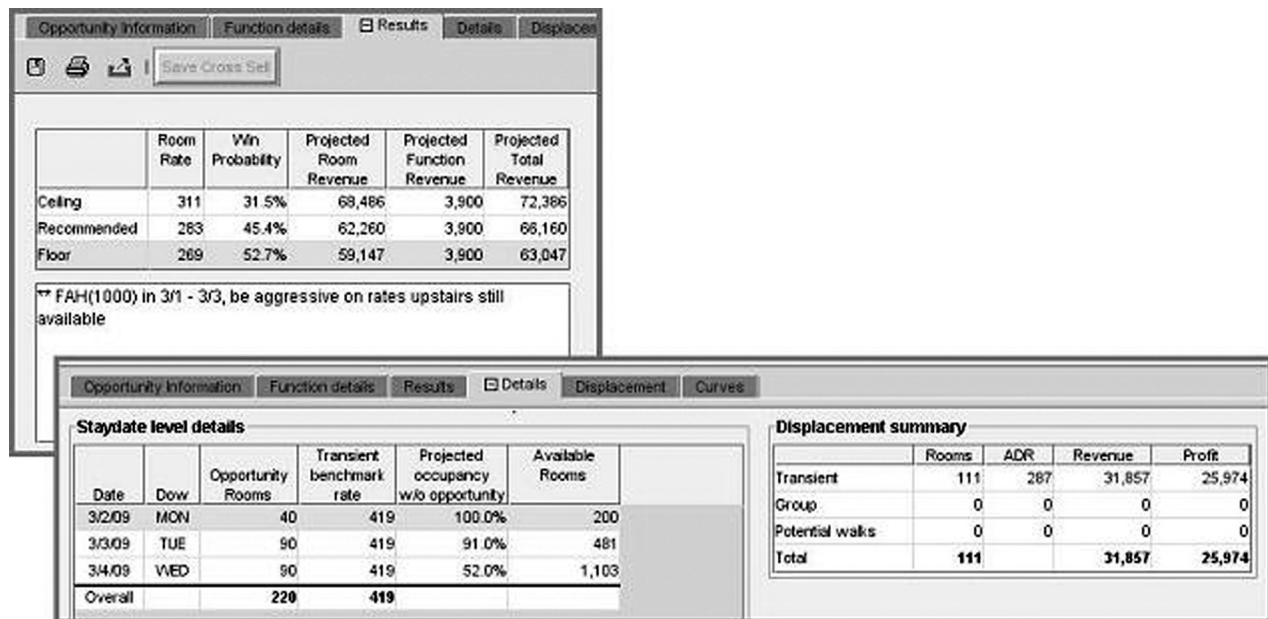 Opportunity Information Function details Results Details Displacem
Save Cross Sell
Room Rate Win Probability Projected Room Revenue Projected Function Revenue Projected Total Revenue
Ceiling 311 31.5% 68,486 3,900 72,386
Recommended 283 45.4% 62,260 3,900 66,160
Floor 269 52.7% 59,147 3,900 63,047
** FAH(1000) in 3/1 - 3/3, be aggressive on rates upstairs still
available
Opportunity Information Function details Results Details Displacement Curves
Staydate level details
Date Dow Opportunity Rooms Transient benchmark rate Projected occupancy w/o opportunity Available Rooms
3/2/09 MON 40 419 100.0% 200
3/3/09 TUE 90 419 91.0% 481
3/4/09 WED 90 419 52.0% 1,103
Overall 220 419
Displacement summary
Rooms ADR Revenue Profit
Transient 111 287 31,857 25,974
Group 0 0 0 0
Potential walks 0 0 0 0
Total 111 31,857 25,974